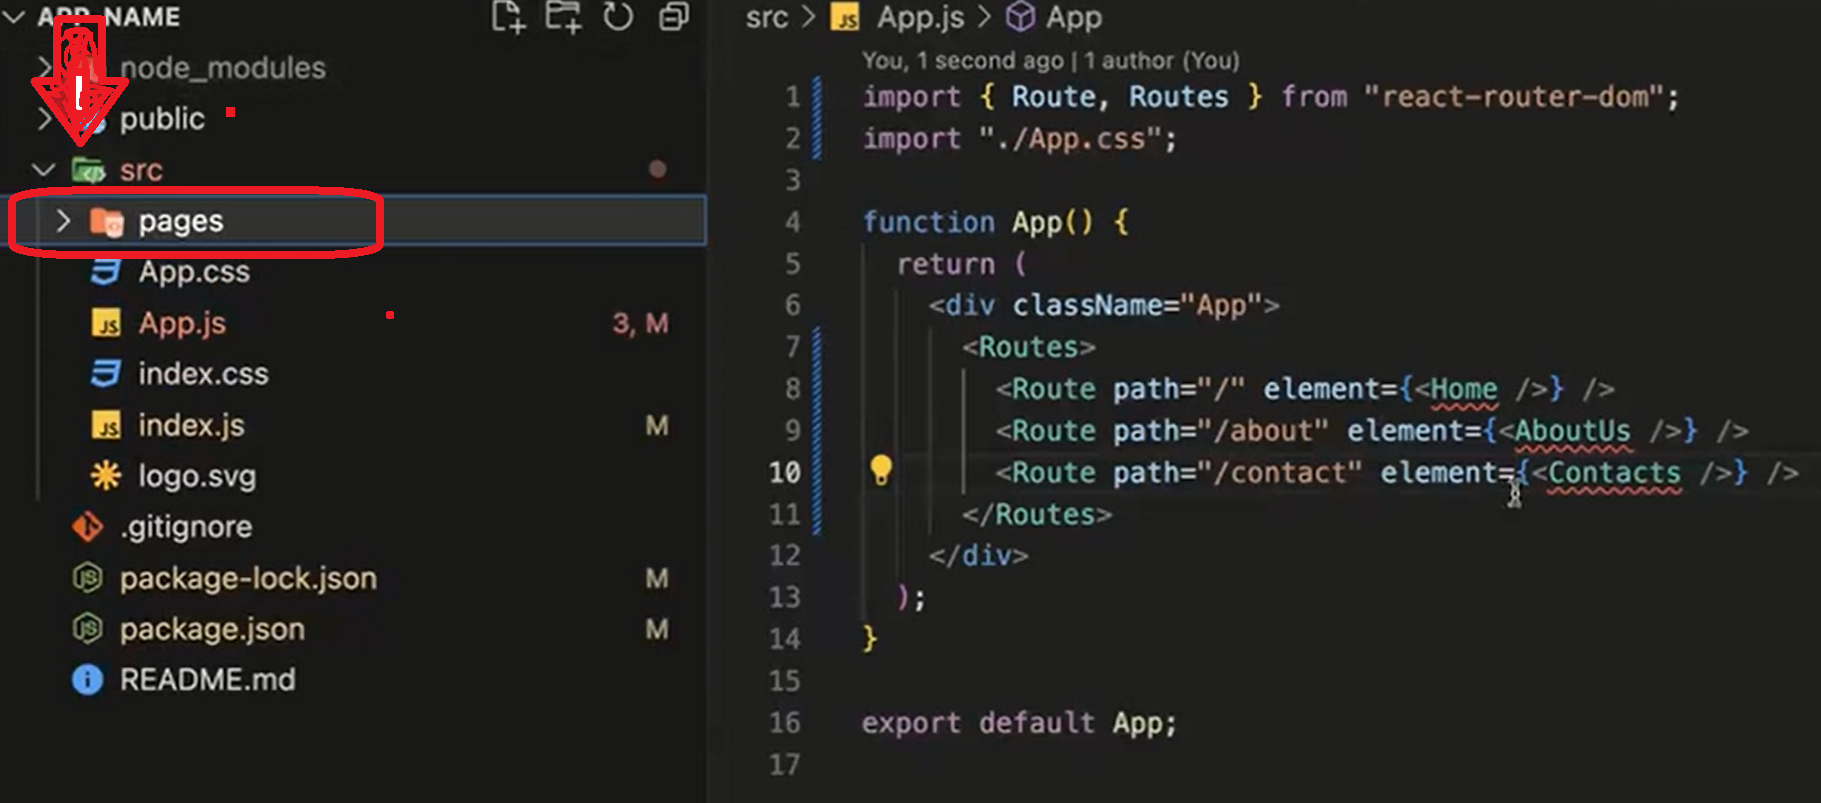 APP_NAME
node_modules
public
src
pages
App.css
App.js 3, M
index.css
index.js M
logo.svg
.gitignore
package-lock.json M
package.json M
README.md
src > JS App.js > App
You, 1 second ago | 1 author (You)
1 import { Route, Routes } from "react-router-dom";
2 import "./App.css";
3
4 function App() {
5 return (
6 <div className="App">
7 <Routes>
8 <Route path="/" element={<Home />} />
9 <Route path="/about" element={<AboutUs />} />
10 <Route path="/contact" element={<Contacts />} />
11 </Routes>
12 </div>
13 );
14 }
15
16 export default App;
17